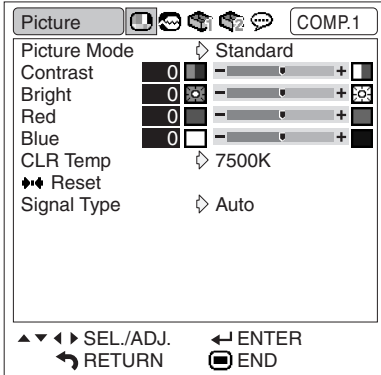 Picture COMP.1
Picture Mode Standard
Contrast 0 - +
Bright 0 - +
Red 0 - +
Blue 0 - +
CLR Temp 7500K
Reset
Signal Type Auto
SEL./ADJ. ENTER
RETURN END